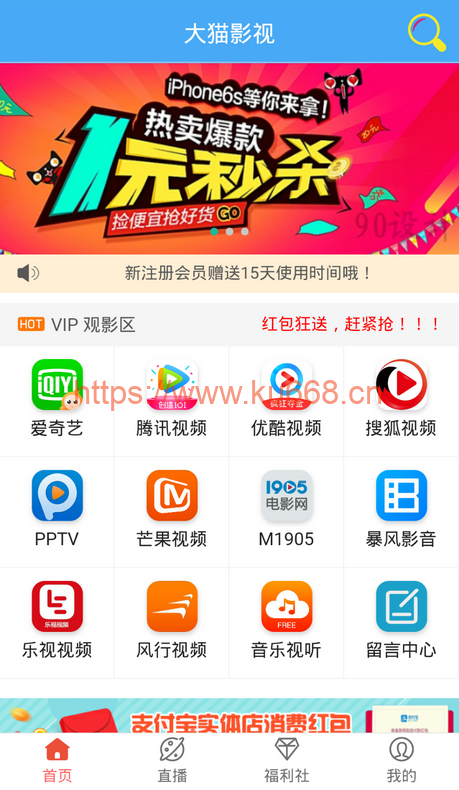 大猫影视
iPhone6s等你来拿!
热卖爆款
1元秒杀
捡便宜抢好货GO
90设计
新注册会员赠送15天使用时间哦！
HOT VIP 观影区 红包狂送，赶紧抢！！！
iQIYI
创造101
疯狂夺金
https://www.ku668.cn
爱奇艺 腾讯视频 优酷视频 搜狐视频
1905
电影网
PPTV 芒果视频 M1905 暴风影音
乐视视频
FREE
乐视视频 风行视频 音乐视听 留言中心
支付宝实体店消费红包
首页 直播 福利社 我的